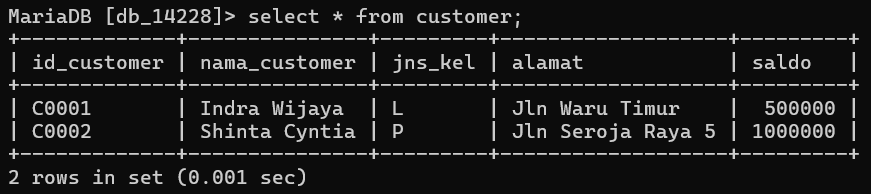 MariaDB [db_14228]> select * from customer;
+-------------+---------------+---------+-------------------+---------+
| id_customer | nama_customer | jns_kel | alamat            | saldo   |
+-------------+---------------+---------+-------------------+---------+
| C0001       | Indra Wijaya  | L       | Jln Waru Timur    |  500000 |
| C0002       | Shinta Cyntia | P       | Jln Seroja Raya 5 | 1000000 |
+-------------+---------------+---------+-------------------+---------+
2 rows in set (0.001 sec)